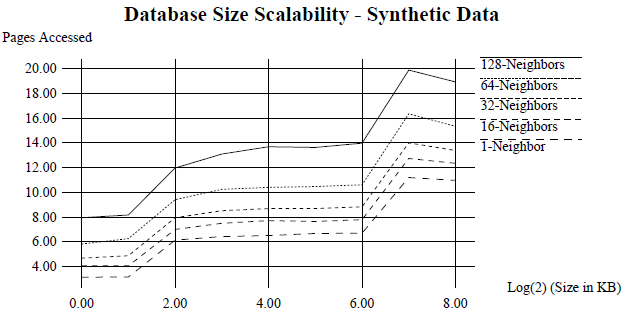 Database Size Scalability - Synthetic Data
Pages Accessed
20.00
18.00
16.00
14.00
12.00
10.00
8.00
6.00
4.00
0.00 2.00 4.00 6.00 8.00
128-Neighbors
64-Neighbors
32-Neighbors
16-Neighbors
1-Neighbor
Log(2) (Size in KB)